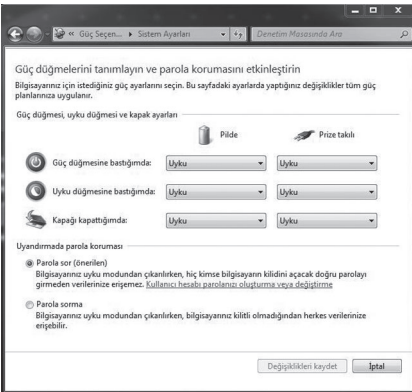 « Güç Seçen... ▸ Sistem Ayarları
Denetim Masasında Ara
Güç düğmelerini tanımlayın ve parola korumasını etkinleştirin
Bilgisayarınız için istediğiniz güç ayarlarını seçin. Bu sayfadaki ayarlarda yaptığınız değişiklikler tüm güç
planlarınıza uygulanır.
Güç düğmesi, uyku düğmesi ve kapak ayarları
Pilde Prize takılı
Güç düğmesine bastığımda: Uyku Uyku
Uyku düğmesine bastığımda: Uyku Uyku
Kapağı kapattığımda: Uyku Uyku
Uyandırmada parola koruması
Parola sor (önerilen)
Bilgisayarınız uyku modundan çıkarılırken, hiç kimse bilgisayarın kilidini açacak doğru parolayı
girmeden verilerinize erişemez. Kullanıcı hesabı parolanızı oluşturma veya değiştirme
Parola sorma
Bilgisayarınız uyku modundan çıkarılırken, bilgisayarınız kilitli olmadığından herkes verilerinize
erişebilir.
Değişiklikleri kaydet İptal